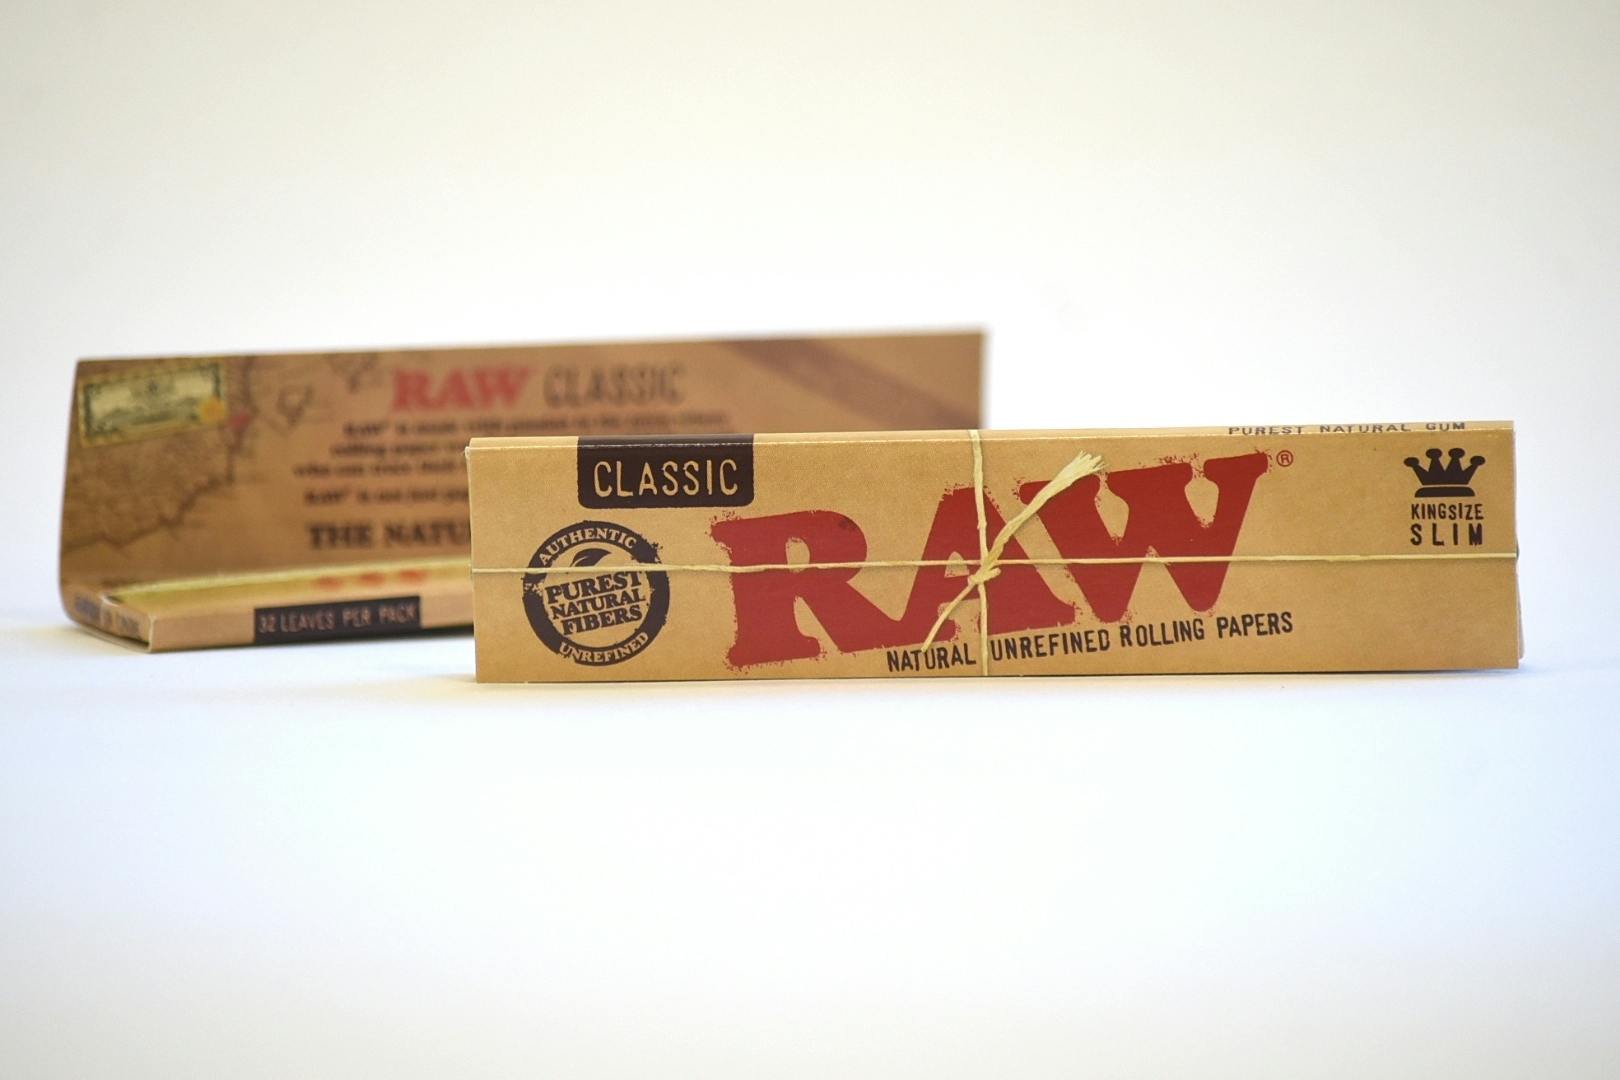 RAW CLASSIC
THE NATU
32 LEAVES PER PACK
PUREST NATURAL GUM
CLASSIC
RAW®
NATURAL UNREFINED ROLLING PAPERS
AUTHENTIC
PUREST
NATURAL
FIBERS
UNREFINED
KINGSIZE
SLIM